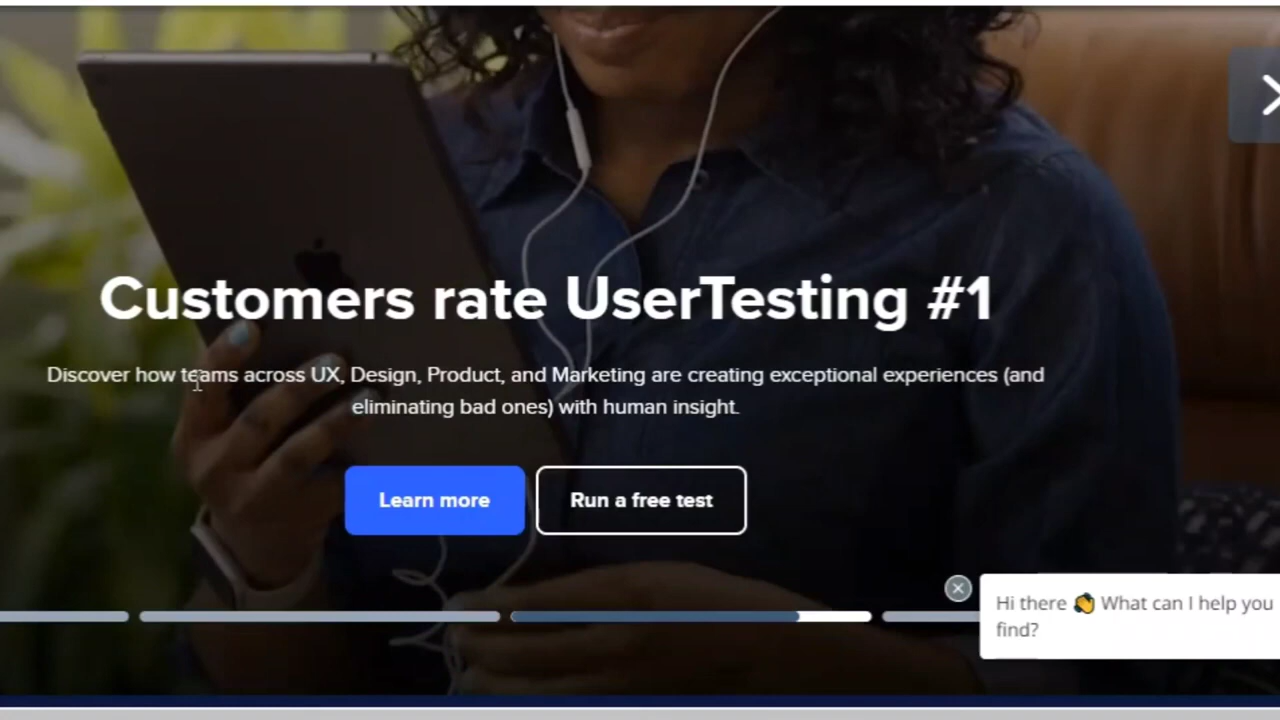 Customers rate UserTesting #1
Discover how teams across UX, Design, Product, and Marketing are creating exceptional experiences (and
eliminating bad ones) with human insight.
Learn more
Run a free test
Hi there 👋 What can I help you
find?